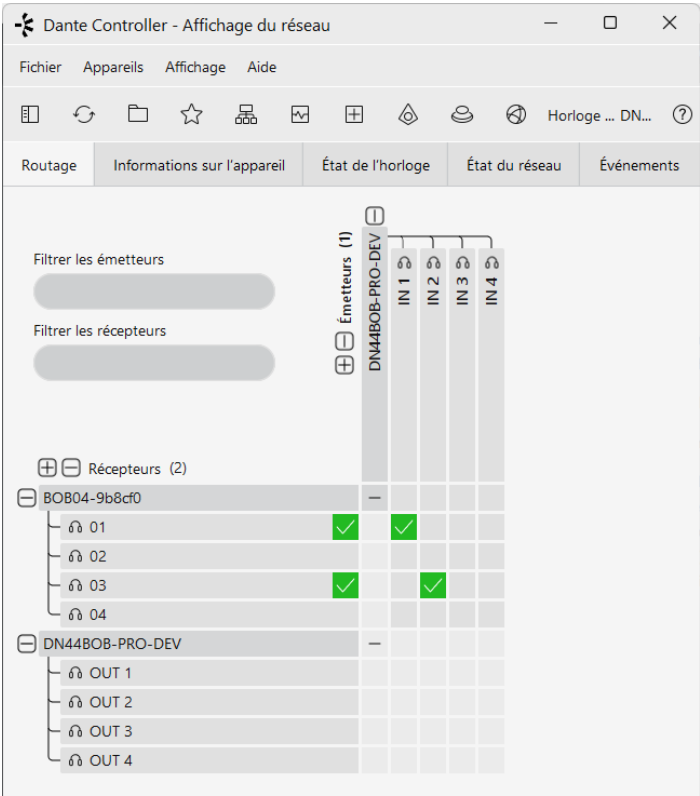 Dante Controller - Affichage du réseau
Fichier Appareils Affichage Aide
Horloge ... DN...
Routage Informations sur l'appareil État de l'horloge État du réseau Événements
Filtrer les émetteurs
Filtrer les récepteurs
Émetteurs (1)
DN44BOB-PRO-DEV
IN 1
IN 2
IN 3
IN 4
Récepteurs (2)
BOB04-9b8cf0
01
02
03
04
DN44BOB-PRO-DEV
OUT 1
OUT 2
OUT 3
OUT 4